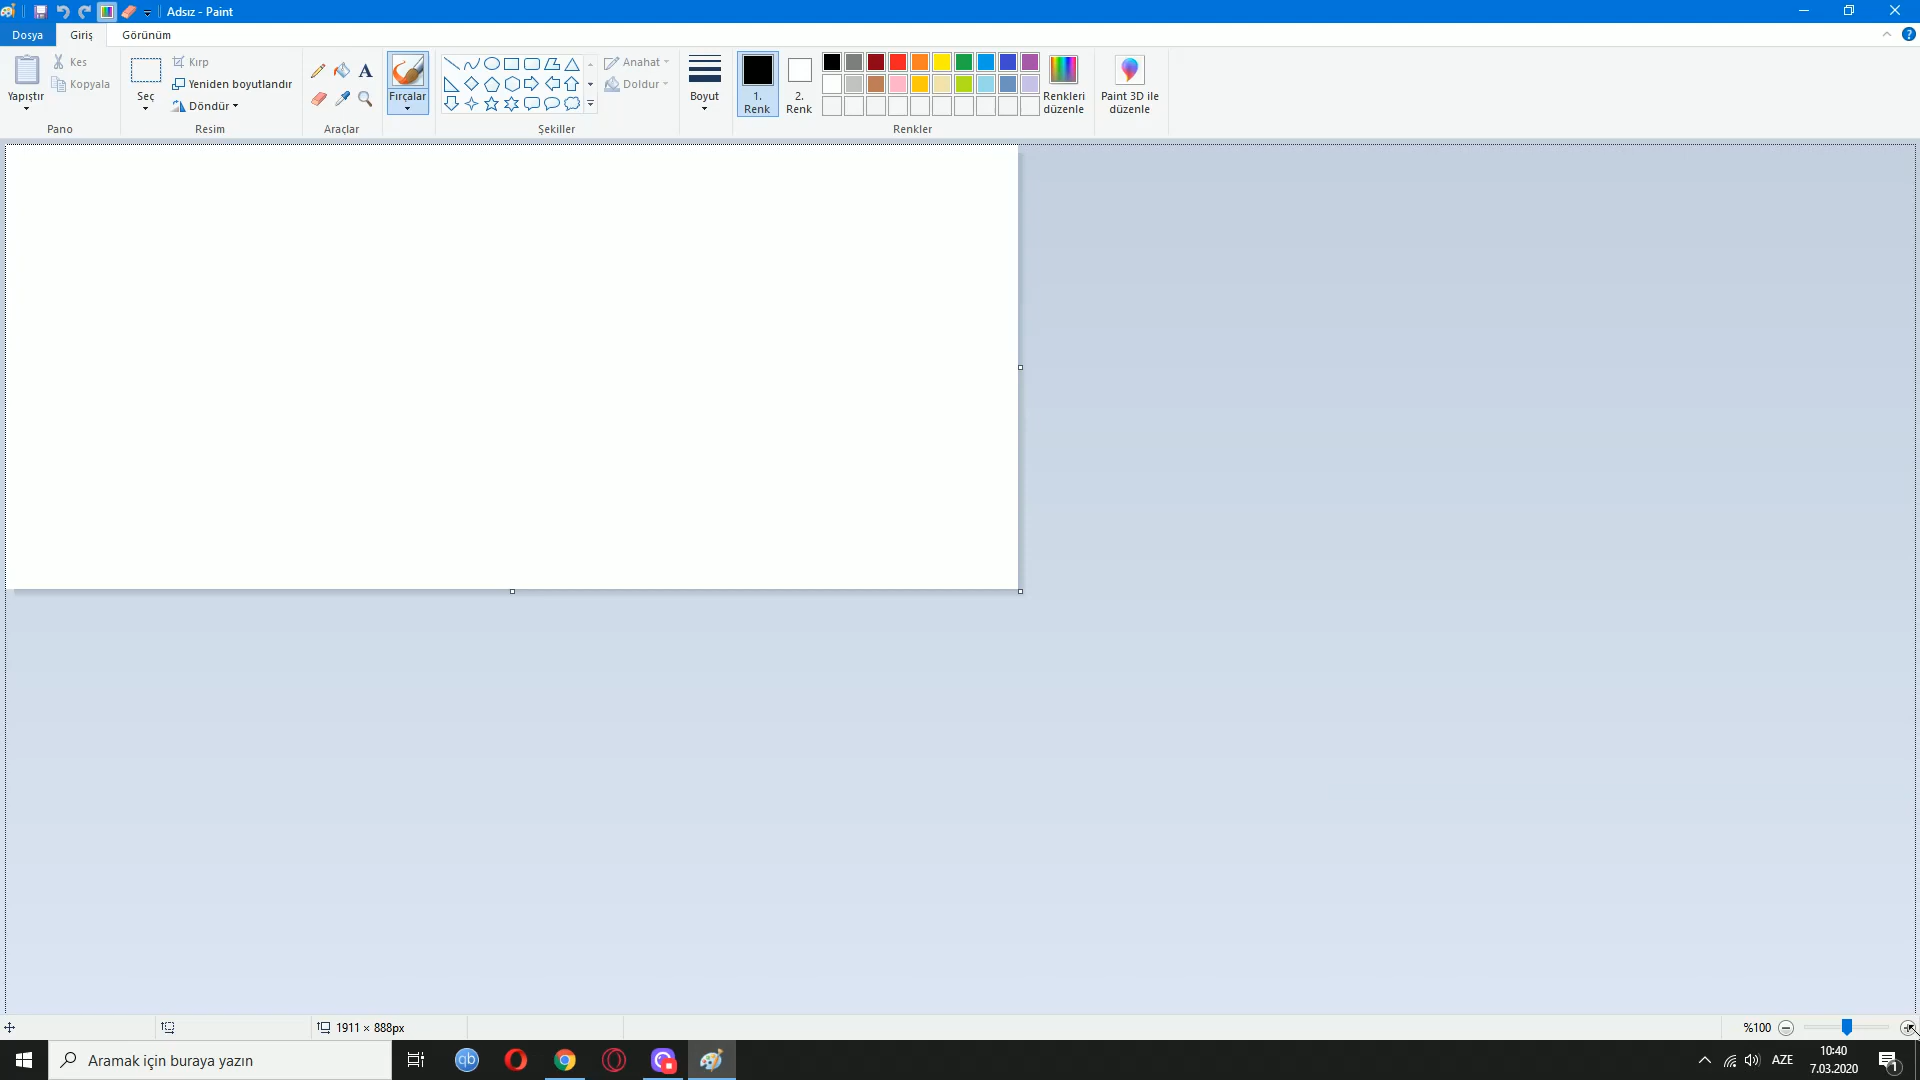 Adsız - Paint
Dosya Giriş Görünüm
Yapıştır
Kes
Kopyala
Pano
Seç
Kırp
Yeniden boyutlandır
Döndür
Resim
A
Araçlar
Fırçalar
Anahat
Doldur
Şekiller
Boyut
1.
Renk
2.
Renk
Renkler
Renkleri
düzenle
Paint 3D ile
düzenle
1911 × 888px
%100
Aramak için buraya yazın
qb
AZE
10:40
7.03.2020
1